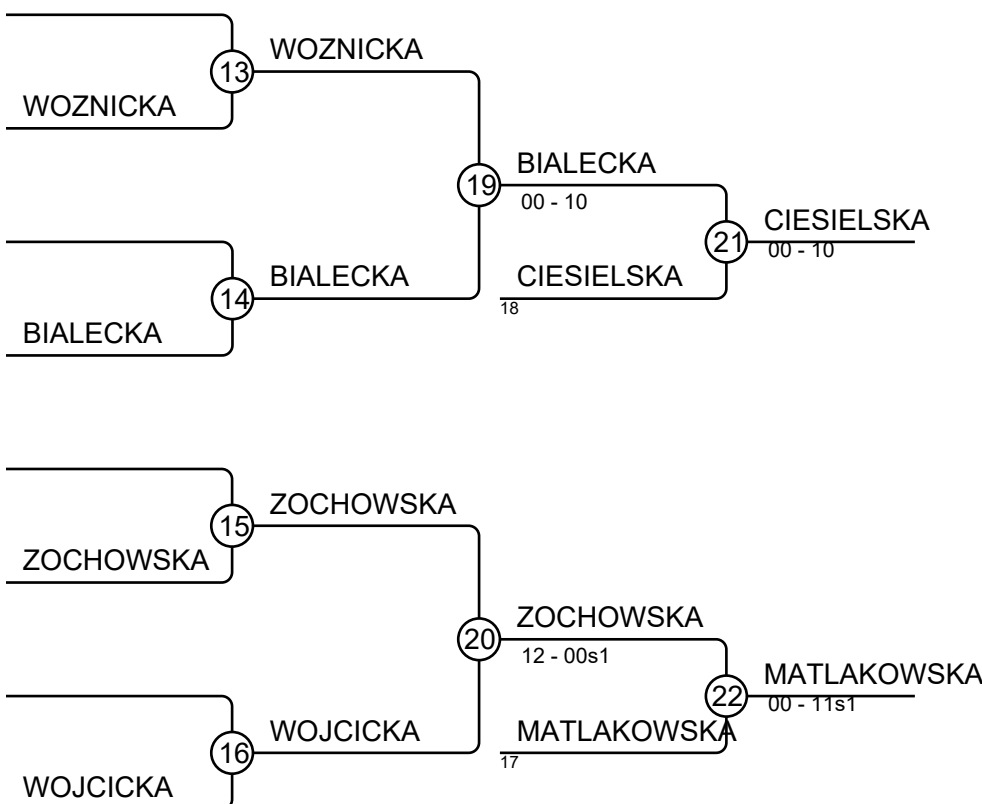 WOZNICKA
13
WOZNICKA
BIALECKA
19
00 - 10
CIESIELSKA
21
00 - 10
BIALECKA
14
CIESIELSKA
18
BIALECKA
ZOCHOWSKA
15
ZOCHOWSKA
ZOCHOWSKA
20
12 - 00s1
MATLAKOWSKA
22
00 - 11s1
WOJCICKA
16
MATLAKOWSKA
17
WOJCICKA